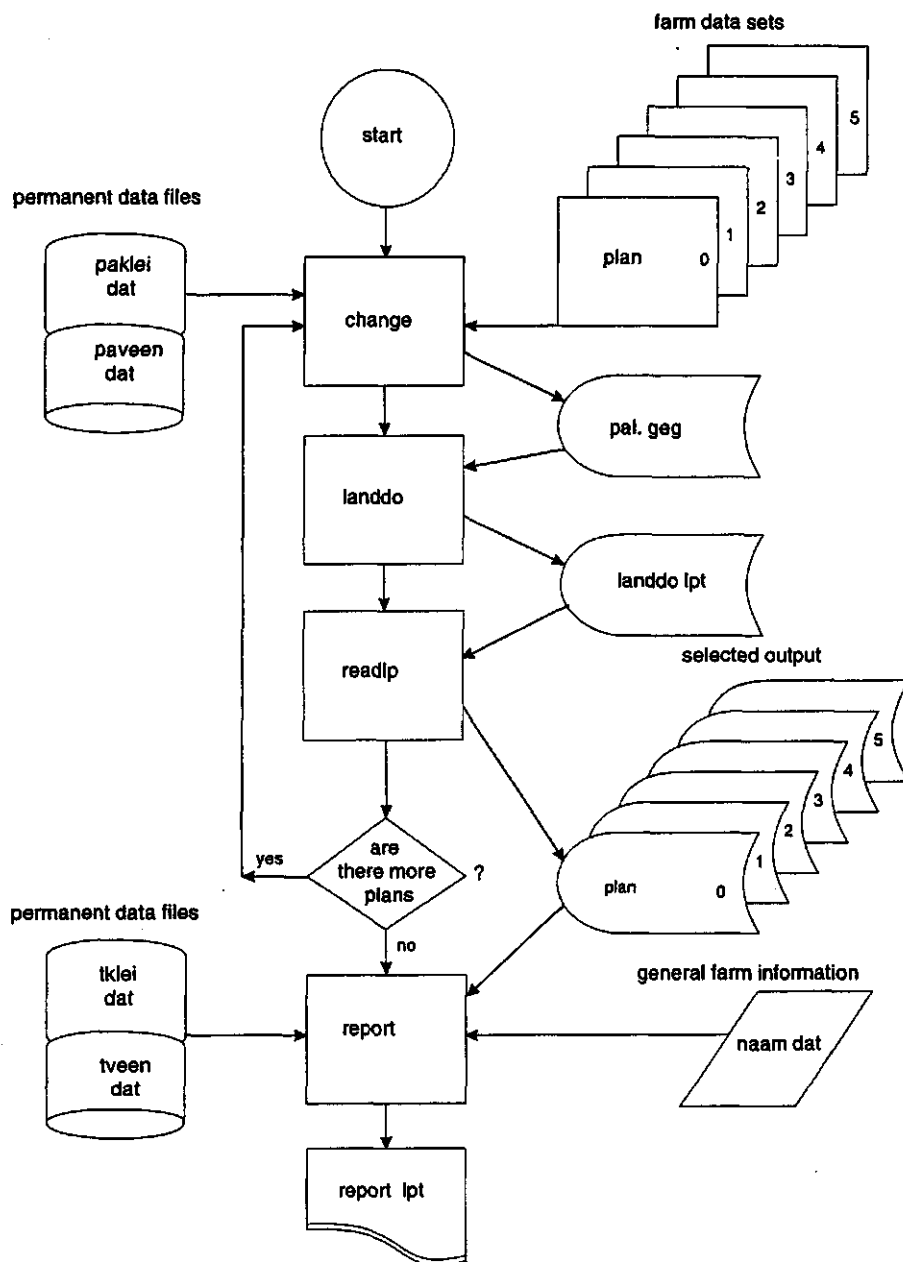 farm data sets
start
5
4
3
2
1
plan 0
permanent data files
paklei
dat
paveen
dat
change
pal. geg
landdo
landdo lpt
readlp
selected output
5
4
3
2
1
plan 0
are
there more
plans
?
yes
no
permanent data files
tklei
dat
tveen
dat
report
general farm information
naam dat
report lpt